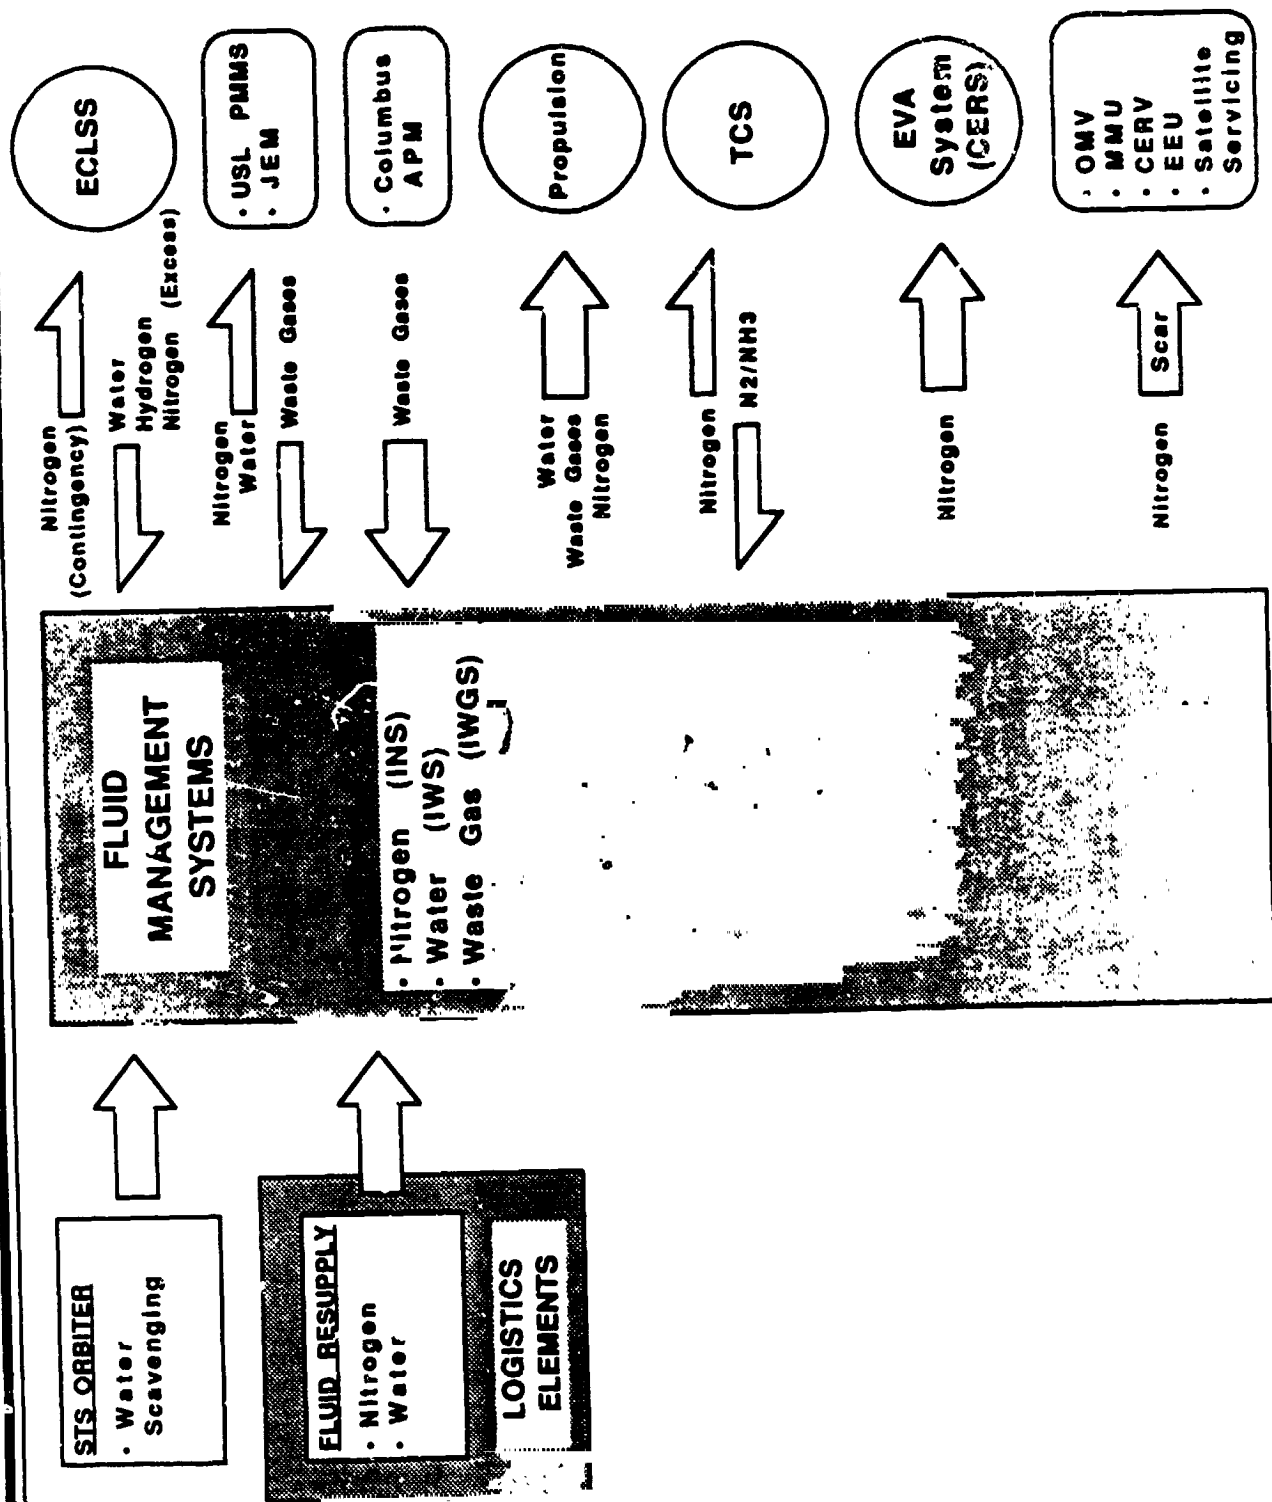 STS ORBITER
· Water
Scavenging
FLUID RESUPPLY
· Nitrogen
· Water
LOGISTICS
ELEMENTS
FLUID
MANAGEMENT
SYSTEMS
· Nitrogen (INS)
· Water (IWS)
· Waste Gas (IWGS)
Nitrogen
(Contingency)
Water
Hydrogen
Nitrogen (Excess)
ECLSS
Nitrogen
Water
Waste Gases
· USL PMMS
· JEM
Waste Gases
· Columbus
APM
Water
Waste Gases
Nitrogen
Propulsion
Nitrogen
N2/NH3
TCS
Nitrogen
EVA
System
(CERS)
Nitrogen
Scar
· OMV
· MMU
· CERV
· EEU
· Satellite
Servicing